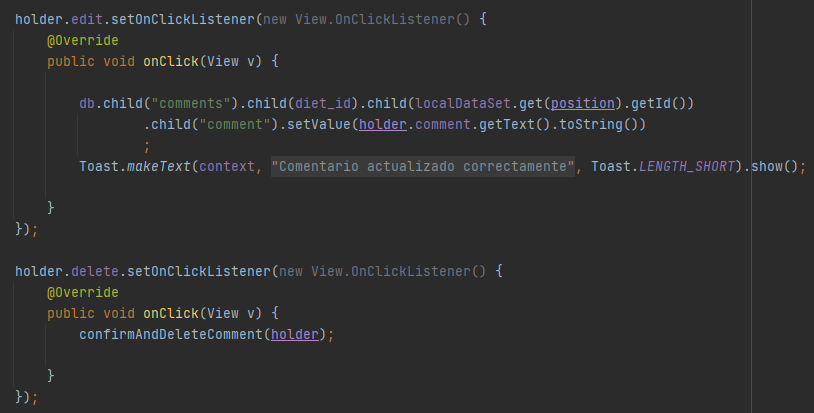 holder.edit.setOnClickListener(new View.OnClickListener() {
@Override
public void onClick(View v) {
db.child("comments").child(diet_id).child(localDataSet.get(position).getId())
.child("comment").setValue(holder.comment.getText().toString())
;
Toast.makeText(context, "Comentario actualizado correctamente", Toast.LENGTH_SHORT).show();
}
});
holder.delete.setOnClickListener(new View.OnClickListener() {
@Override
public void onClick(View v) {
confirmAndDeleteComment(holder);
}
});